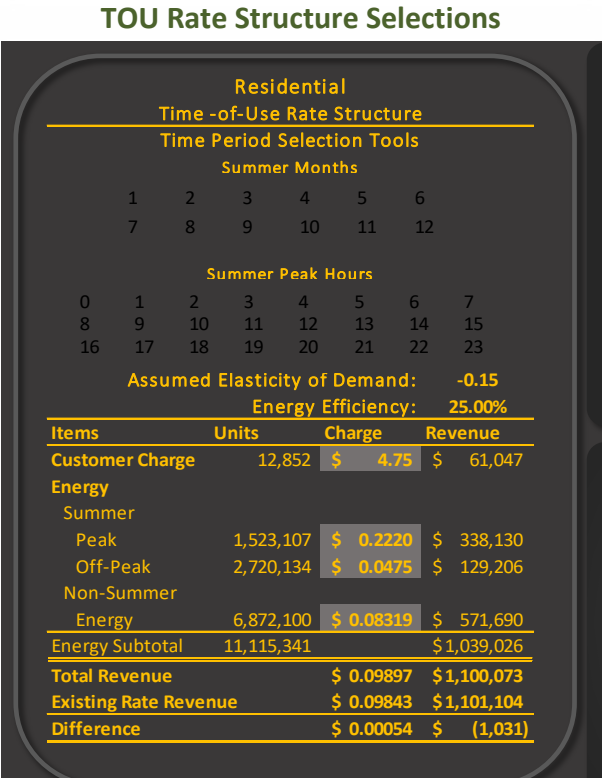 TOU Rate Structure Selections
Residential
Time -of-Use Rate Structure
Time Period Selection Tools
Summer Months
1 2 3 4 5 6
7 8 9 10 11 12
Summer Peak Hours
0 1 2 3 4 5 6 7
8 9 10 11 12 13 14 15
16 17 18 19 20 21 22 23
Assumed Elasticity of Demand: -0.15
Energy Efficiency: 25.00%
Items Units Charge Revenue
Customer Charge 12,852 $ 4.75 $ 61,047
Energy
Summer
Peak 1,523,107 $ 0.2220 $ 338,130
Off-Peak 2,720,134 $ 0.0475 $ 129,206
Non-Summer
Energy 6,872,100 $ 0.08319 $ 571,690
Energy Subtotal 11,115,341 $1,039,026
Total Revenue $ 0.09897 $1,100,073
Existing Rate Revenue $ 0.09843 $1,101,104
Difference $ 0.00054 $ (1,031)